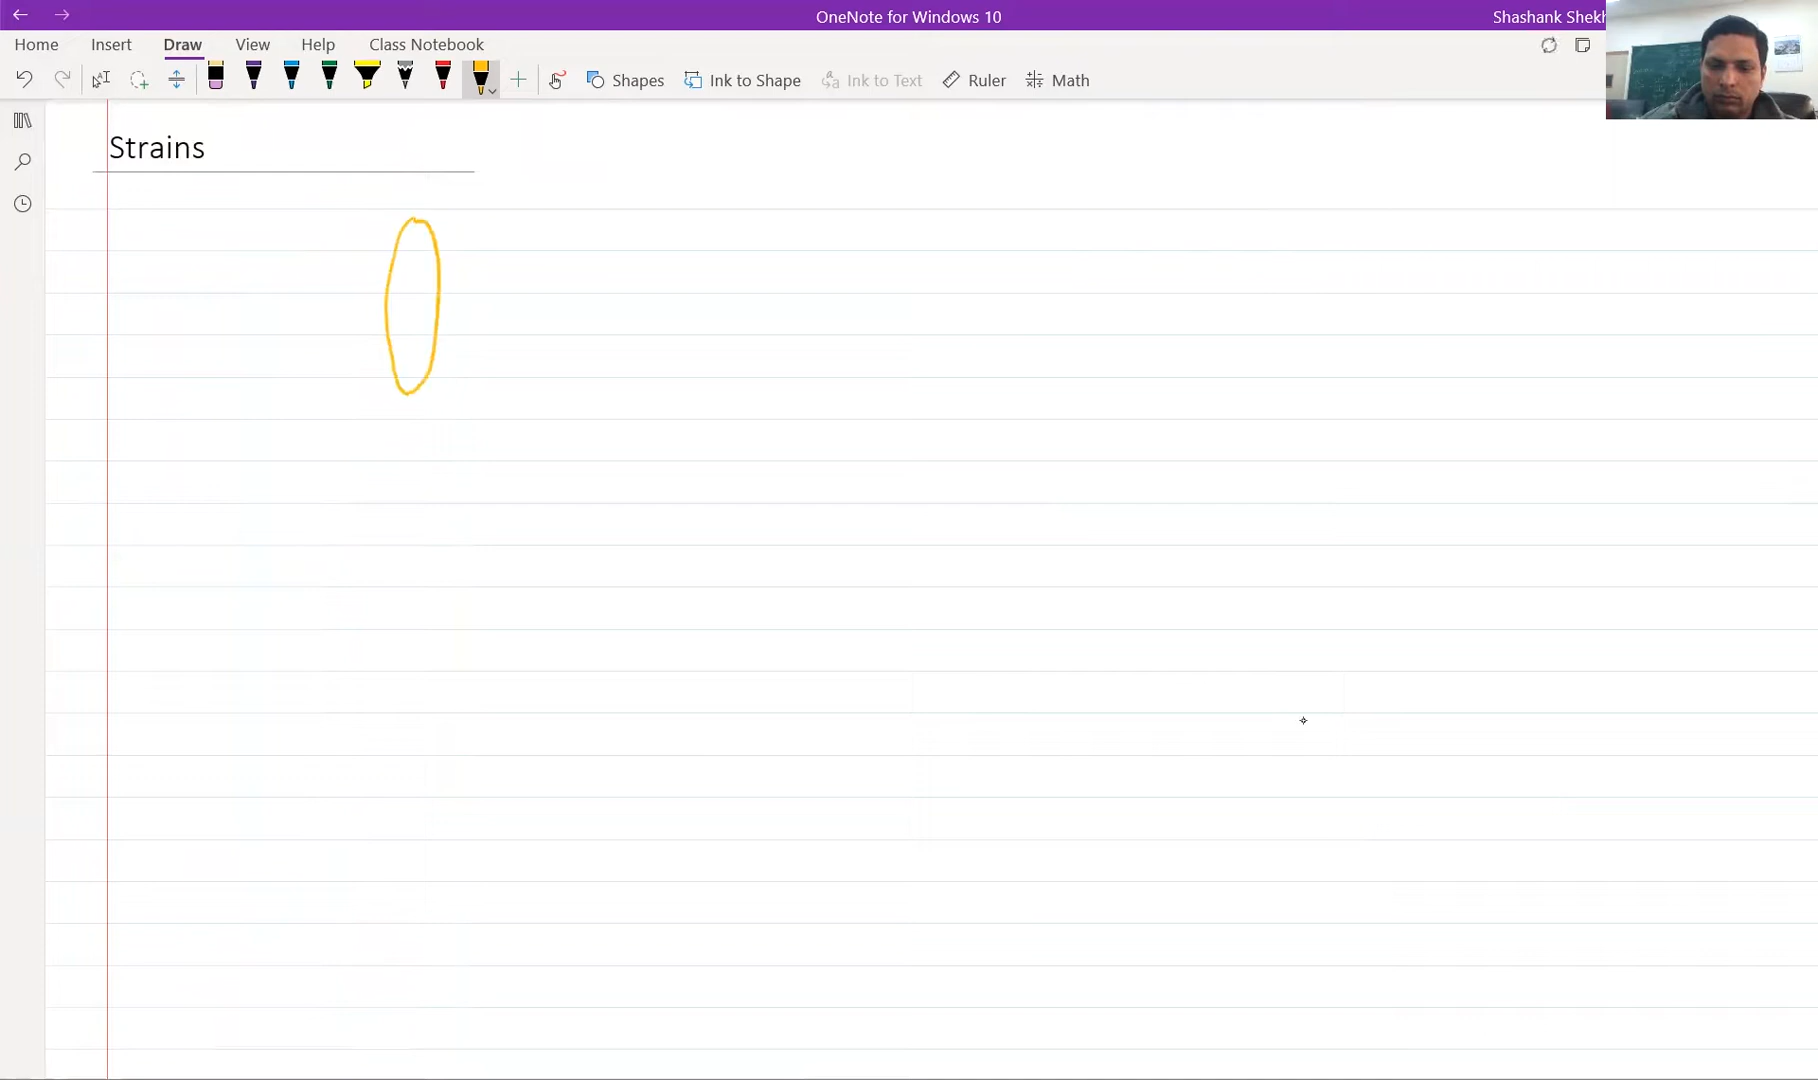 OneNote for Windows 10
Shashank Shekh
Home Insert Draw View Help Class Notebook
Shapes Ink to Shape Ink to Text Ruler Math
Strains